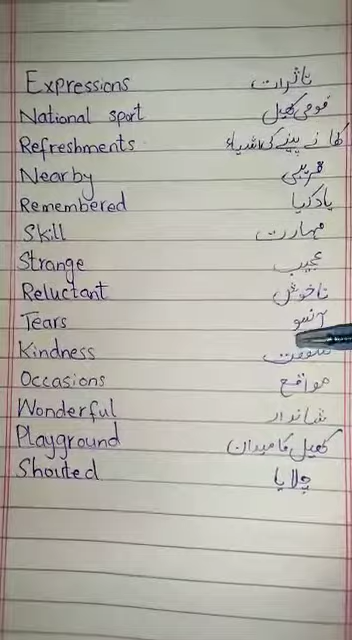 Expressions تاثرات
National sport قومی کھیل
Refreshments کھانے پینے کی اشیاء
Nearby قریبی
Remembered یاد کیا
Skill مہارت
Strange عجیب
Reluctant ناخوش
Tears آنسو
Kindness
Occasions مواقع
Wonderful شاندار
Playground کھیل کا میدان
Shouted چلایا